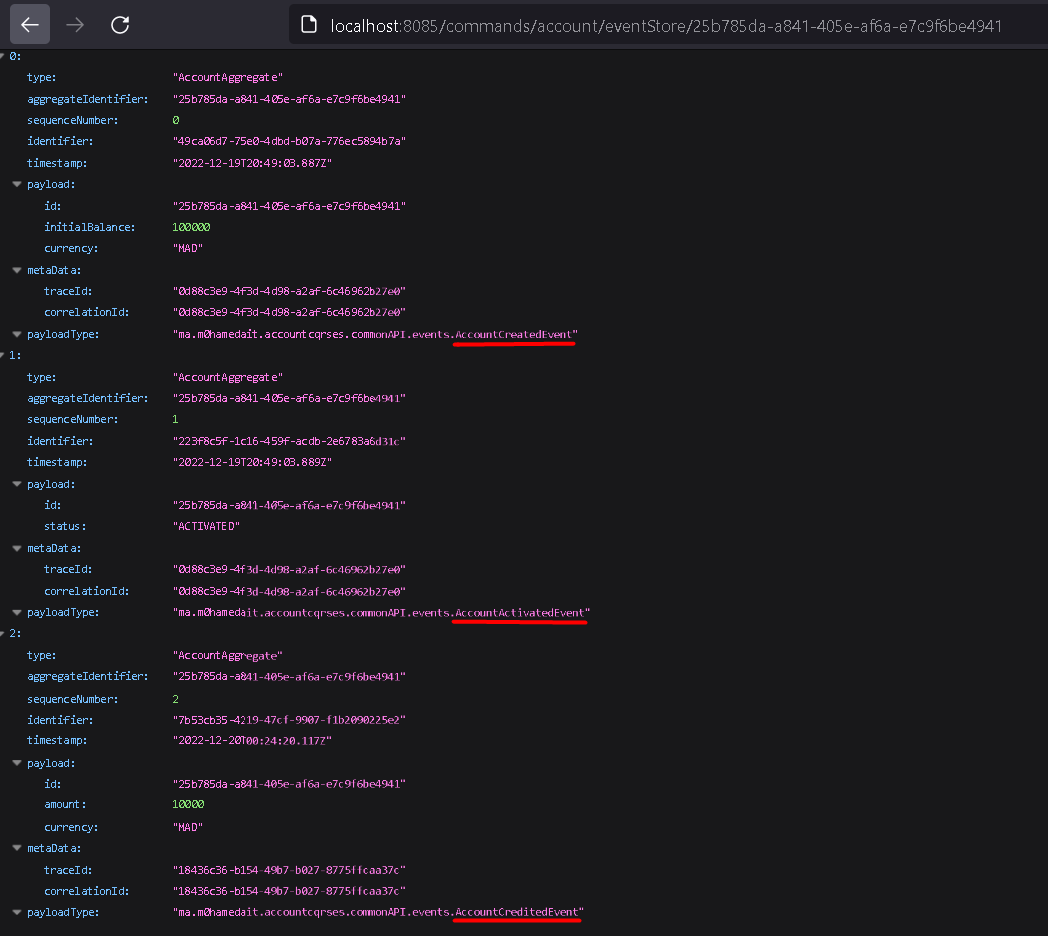 localhost:8085/commands/account/eventStore/25b785da-a841-405e-af6a-e7c9f6be4941
0:
type: "AccountAggregate"
aggregateIdentifier: "25b785da-a841-405e-af6a-e7c9f6be4941"
sequenceNumber: 0
identifier: "49ca06d7-75e0-4dbd-b07a-776ec5894b7a"
timestamp: "2022-12-19T20:49:03.887Z"
payload:
id: "25b785da-a841-405e-af6a-e7c9f6be4941"
initialBalance: 100000
currency: "MAD"
metaData:
traceId: "0d88c3e9-4f3d-4d98-a2af-6c46962b27e0"
correlationId: "0d88c3e9-4f3d-4d98-a2af-6c46962b27e0"
payloadType: "ma.m0hamedait.accountcqrses.commonAPI.events.AccountCreatedEvent"
1:
type: "AccountAggregate"
aggregateIdentifier: "25b785da-a841-405e-af6a-e7c9f6be4941"
sequenceNumber: 1
identifier: "223f8c5f-1c16-459f-acdb-2e6783a6d31c"
timestamp: "2022-12-19T20:49:03.889Z"
payload:
id: "25b785da-a841-405e-af6a-e7c9f6be4941"
status: "ACTIVATED"
metaData:
traceId: "0d88c3e9-4f3d-4d98-a2af-6c46962b27e0"
correlationId: "0d88c3e9-4f3d-4d98-a2af-6c46962b27e0"
payloadType: "ma.m0hamedait.accountcqrses.commonAPI.events.AccountActivatedEvent"
2:
type: "AccountAggregate"
aggregateIdentifier: "25b785da-a841-405e-af6a-e7c9f6be4941"
sequenceNumber: 2
identifier: "7b53cb35-4219-47cf-9907-f1b2090225e2"
timestamp: "2022-12-20T00:24:20.117Z"
payload:
id: "25b785da-a841-405e-af6a-e7c9f6be4941"
amount: 10000
currency: "MAD"
metaData:
traceId: "18436c36-b154-49b7-b027-8775ffcaa37c"
correlationId: "18436c36-b154-49b7-b027-8775ffcaa37c"
payloadType: "ma.m0hamedait.accountcqrses.commonAPI.events.AccountCreditedEvent"